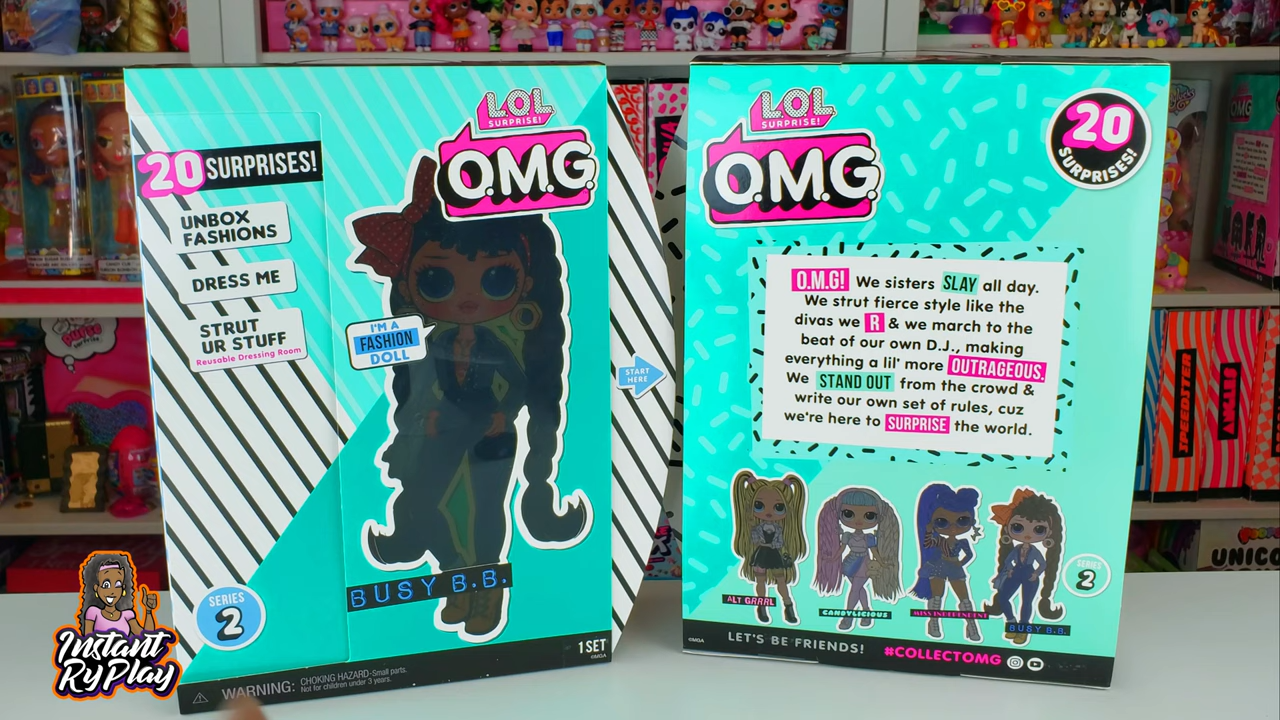 L.O.L.
SURPRISE!
O.M.G.
20 SURPRISES!
UNBOX
FASHIONS
DRESS ME
STRUT
UR STUFF
Reusable Dressing Room
I'M A
FASHION
DOLL
START
HERE
BUSY B.B.
SERIES
2
1 SET
©MGA
WARNING: CHOKING HAZARD-Small parts.
Not for children under 3 years.
Instant
RyPlay
L.O.L.
SURPRISE!
O.M.G.
20
SURPRISES!
O.M.G! We sisters SLAY all day.
We strut fierce style like the
divas we R & we march to the
beat of our own D.J., making
everything a lil' more OUTRAGEOUS.
We STAND OUT from the crowd &
write our own set of rules, cuz
we're here to SURPRISE the world.
ALT GRRRL
CANDYLICIOUS
MISS INDEPENDENT
BUSY B.B.
SERIES
2
©MGA
LET'S BE FRIENDS!
#COLLECTOMG
O.M.G.
SPEEDSTER